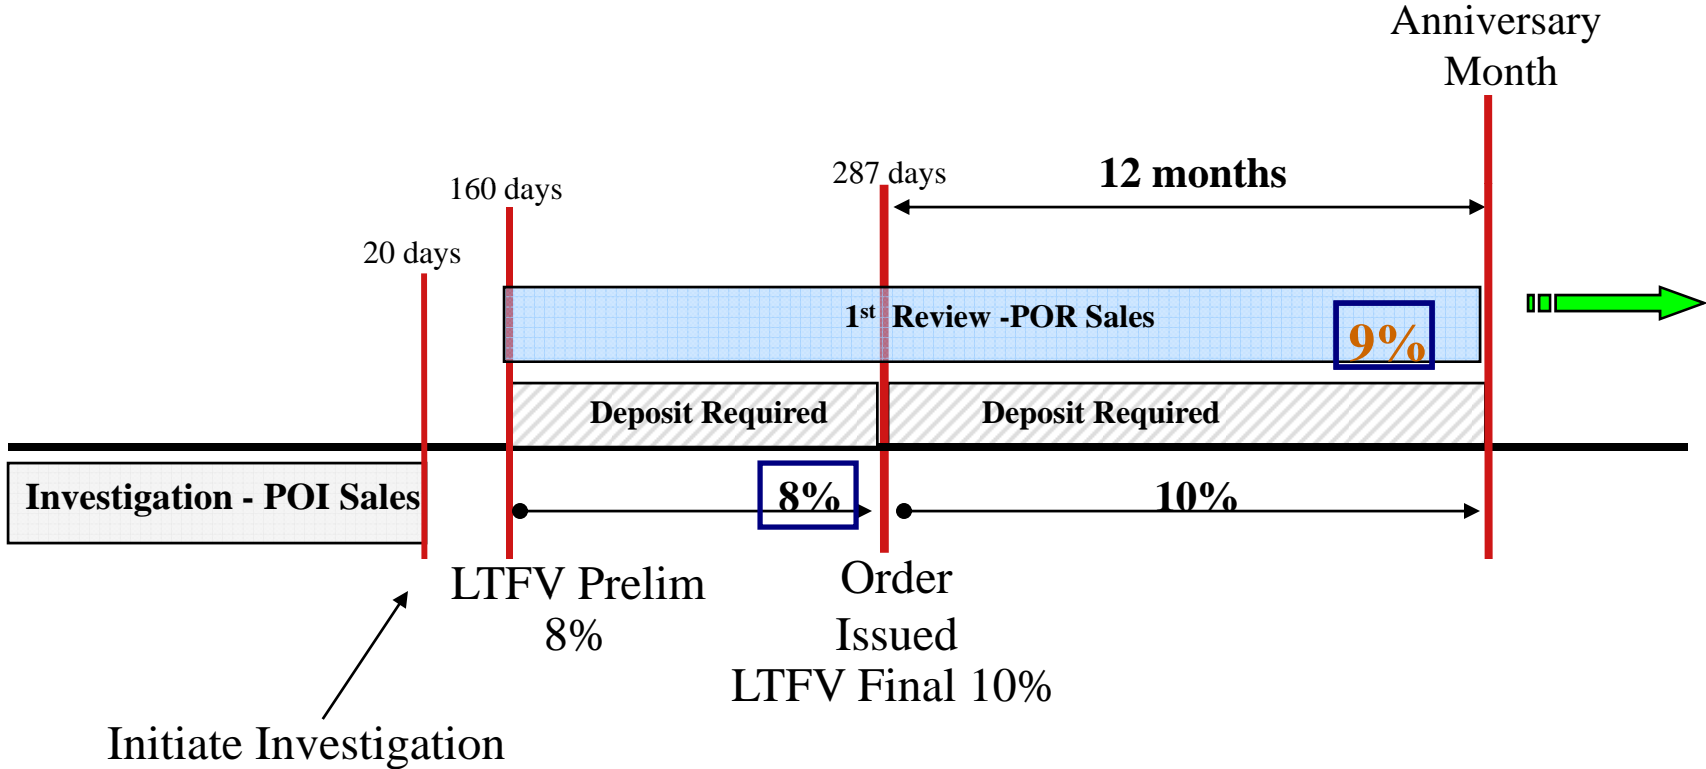 Anniversary
Month
12 months
287 days
160 days
20 days
1st Review -POR Sales
9%
Deposit Required
Deposit Required
Investigation - POI Sales
8%
10%
LTFV Prelim
8%
Order
Issued
LTFV Final 10%
Initiate Investigation